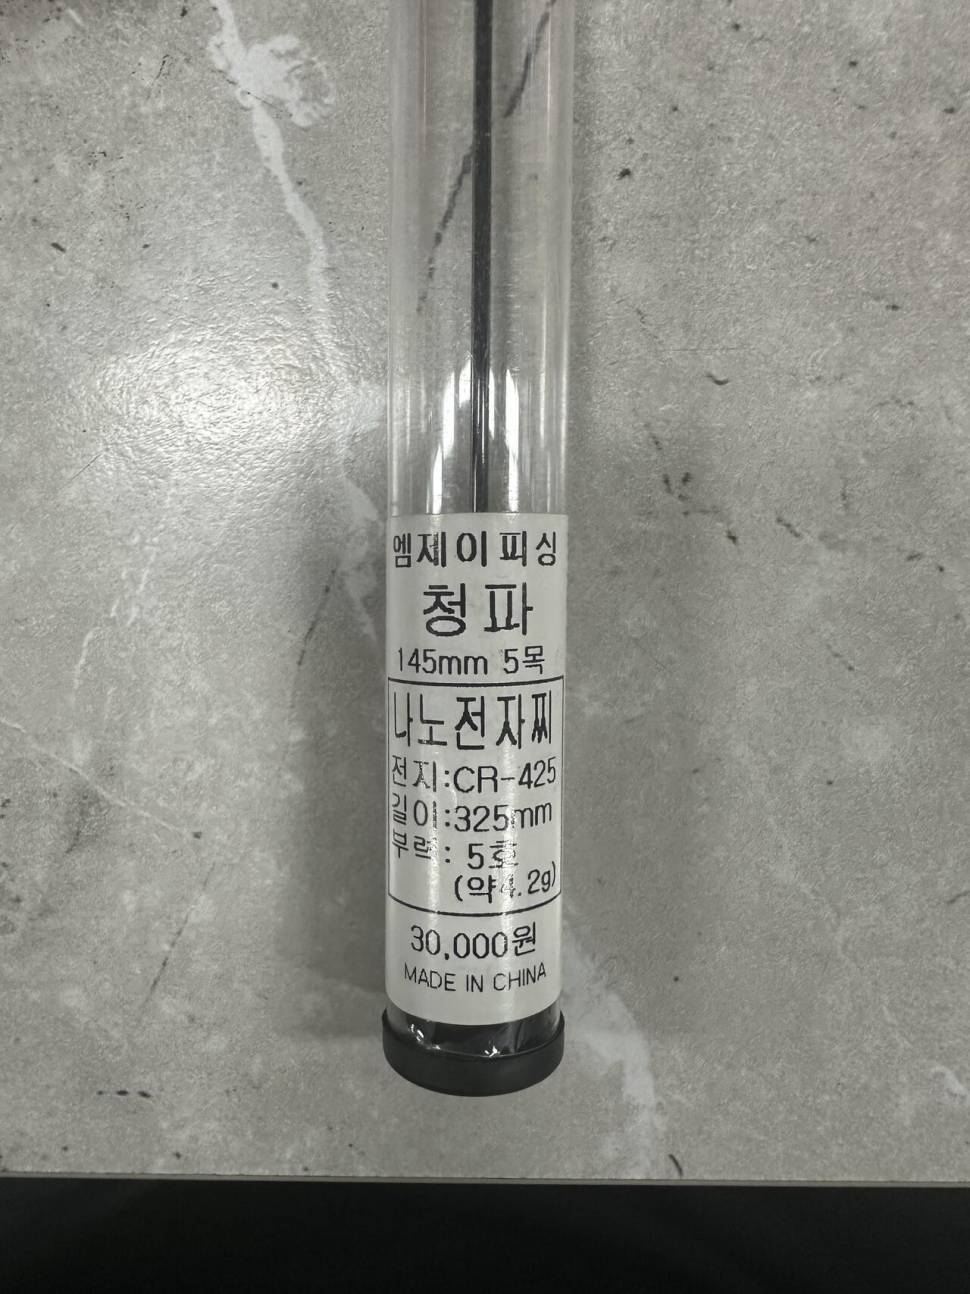 엠제이피싱
청파
145mm 5목
나노전자찌
전지:CR-425
길이:325mm
부력: 5호
(약4.2g)
30,000원
MADE IN CHINA